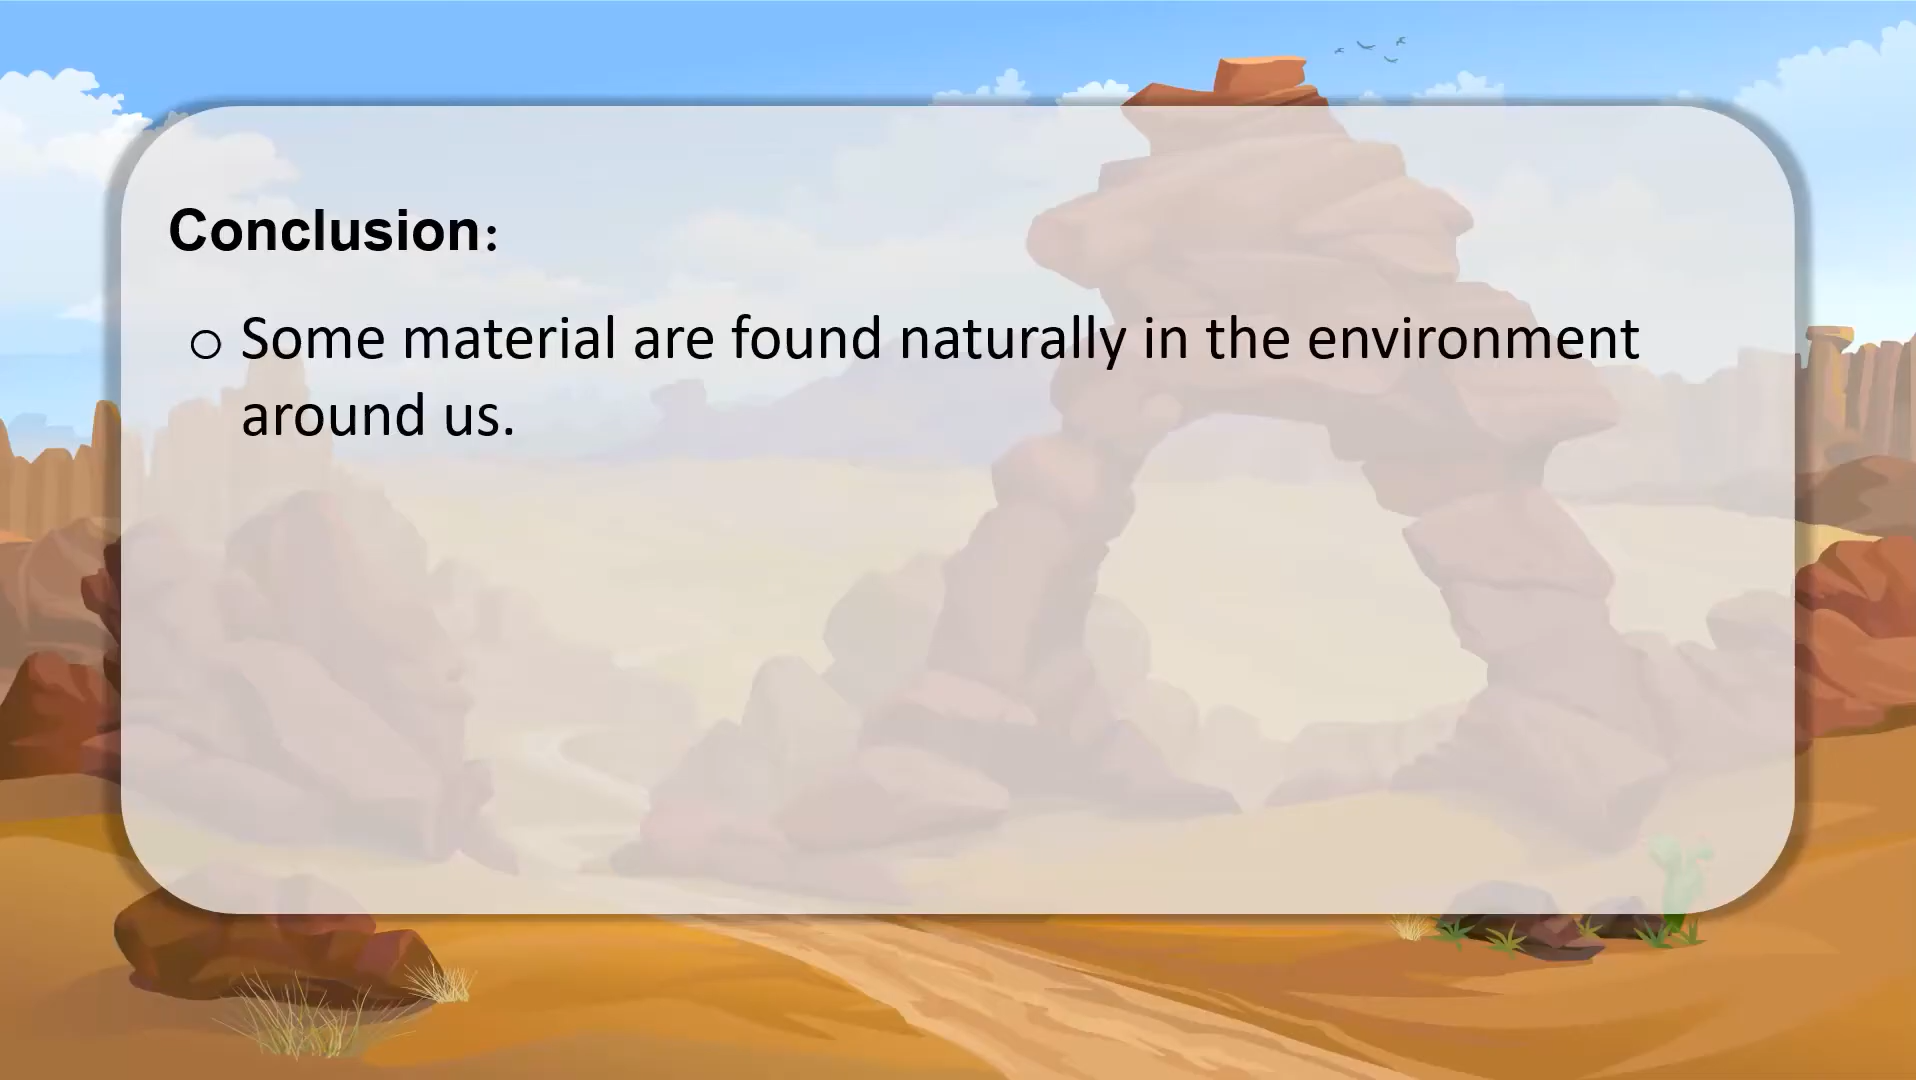 Conclusion:
○ Some material are found naturally in the environment
around us.